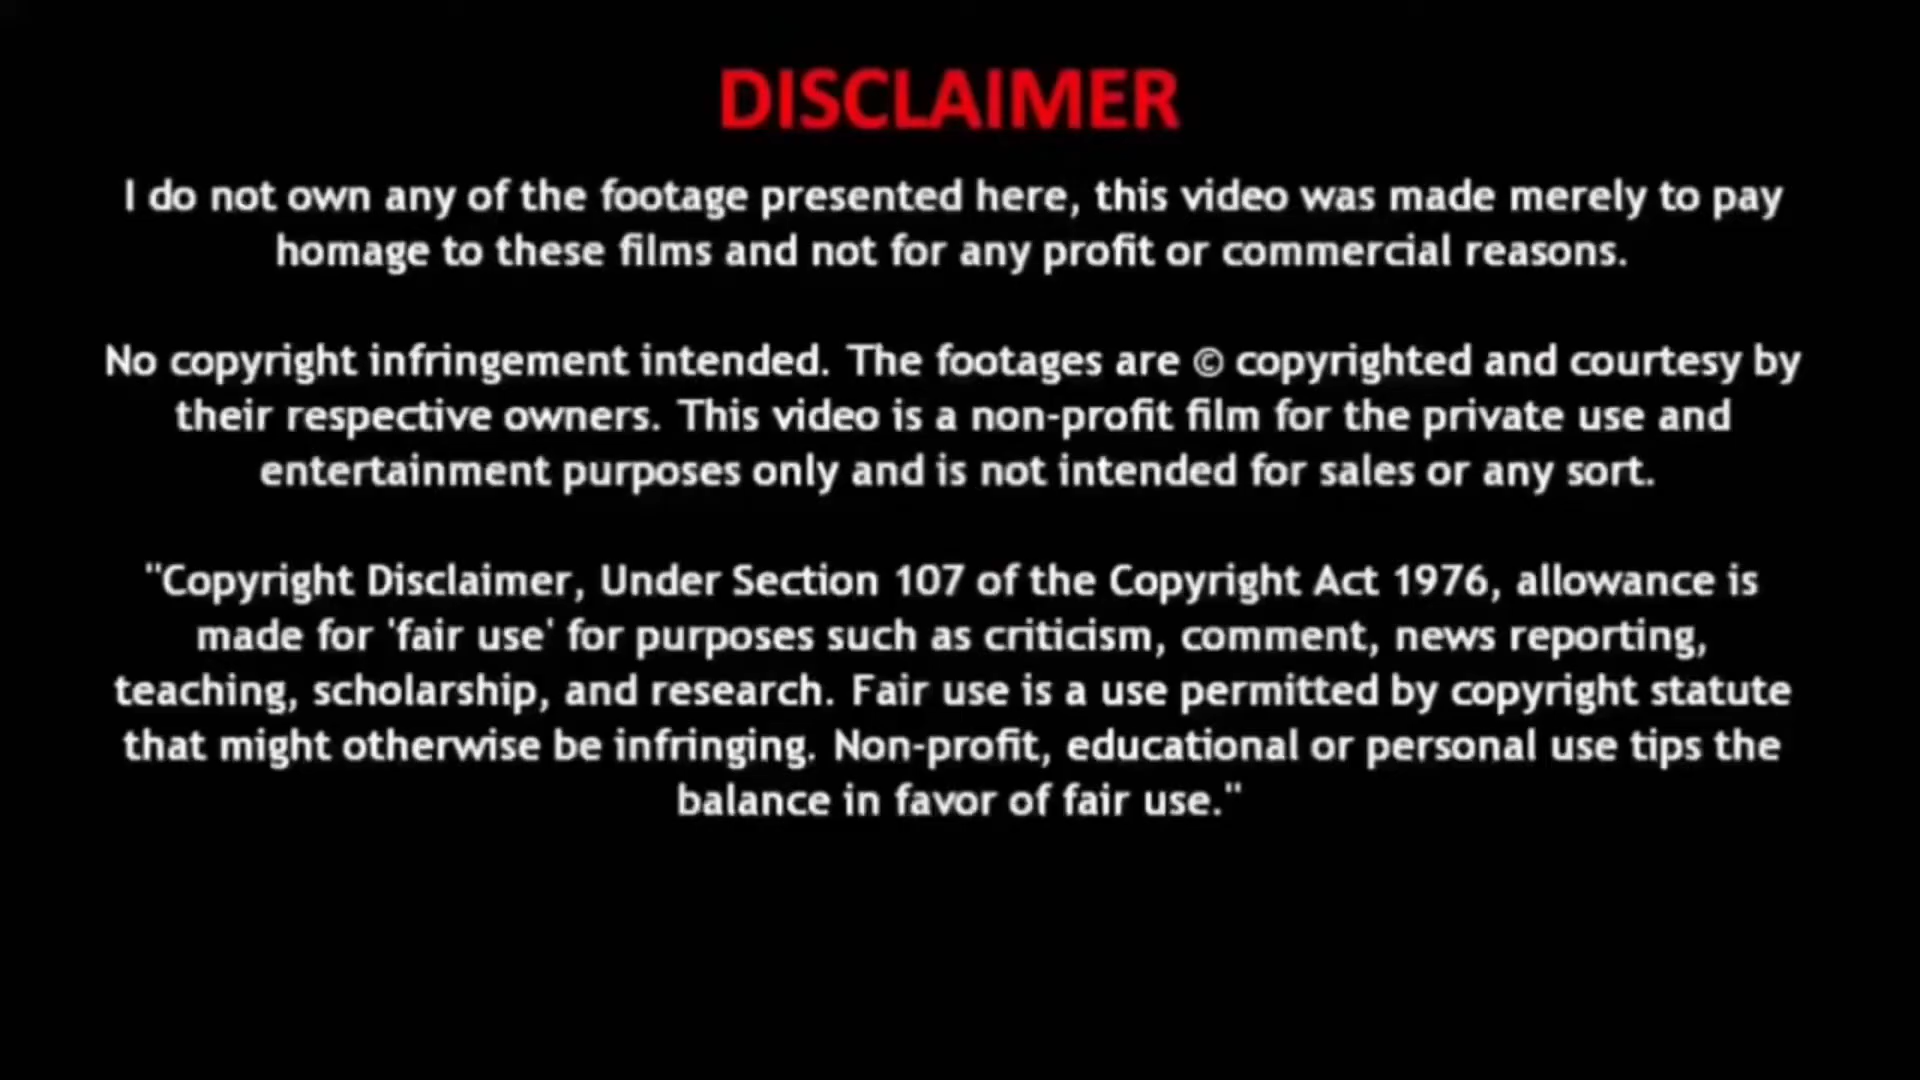 DISCLAIMER
I do not own any of the footage presented here, this video was made merely to pay
homage to these films and not for any profit or commercial reasons.
No copyright infringement intended. The footages are © copyrighted and courtesy by
their respective owners. This video is a non-profit film for the private use and
entertainment purposes only and is not intended for sales or any sort.
"Copyright Disclaimer, Under Section 107 of the Copyright Act 1976, allowance is
made for 'fair use' for purposes such as criticism, comment, news reporting,
teaching, scholarship, and research. Fair use is a use permitted by copyright statute
that might otherwise be infringing. Non-profit, educational or personal use tips the
balance in favor of fair use."